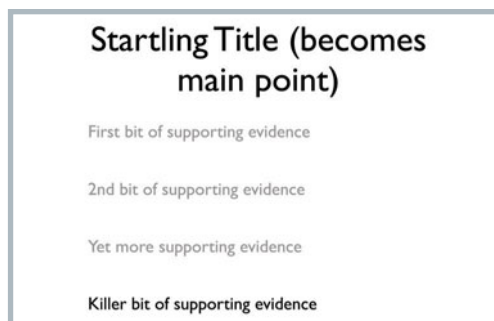 Startling Title (becomes
main point)
First bit of supporting evidence
2nd bit of supporting evidence
Yet more supporting evidence
Killer bit of supporting evidence